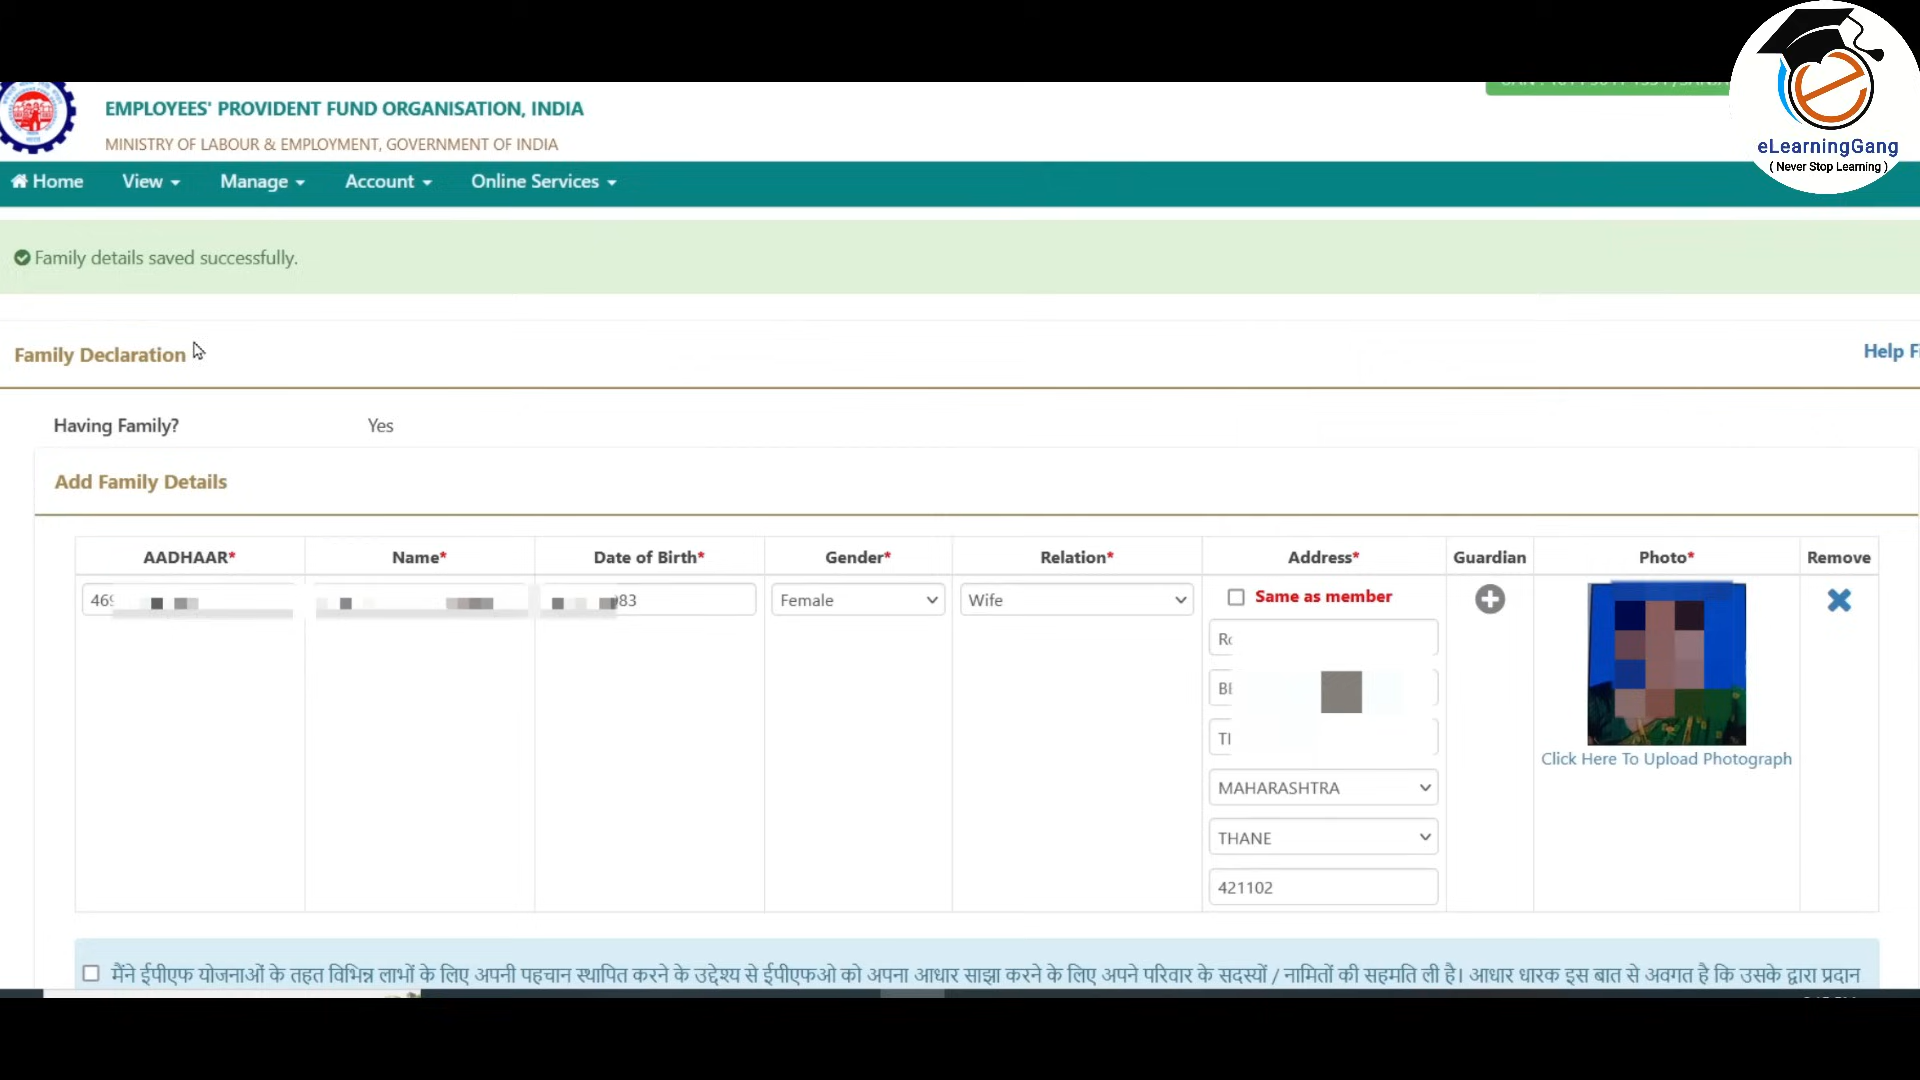 eLearningGang
( Never Stop Learning )
EMPLOYEES' PROVIDENT FUND ORGANISATION, INDIA
MINISTRY OF LABOUR & EMPLOYMENT, GOVERNMENT OF INDIA
Home View Manage Account Online Services
Family details saved successfully.
Family Declaration
Help
Having Family? Yes
Add Family Details
AADHAAR* Name* Date of Birth* Gender* Relation* Address* Guardian Photo* Remove
469 83 Female Wife Same as member
MAHARASHTRA
THANE
421102
Click Here To Upload Photograph
मैंने ईपीएफ योजनाओं के तहत विभिन्न लाभों के लिए अपनी पहचान स्थापित करने के उद्देश्य से ईपीएफओ को अपना आधार साझा करने के लिए अपने परिवार के सदस्यों / नामितों की सहमति ली है। आधार धारक इस बात से अवगत है कि उसके द्वारा प्रदान